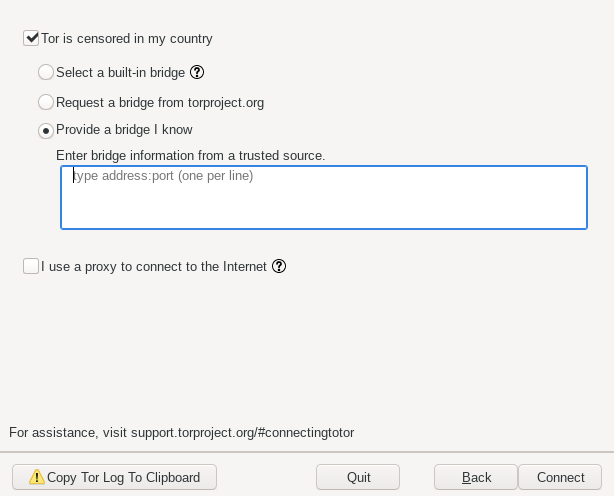 Tor is censored in my country
Select a built-in bridge ?
Request a bridge from torproject.org
Provide a bridge I know
Enter bridge information from a trusted source.
type address:port (one per line)
I use a proxy to connect to the Internet ?
For assistance, visit support.torproject.org/#connectingtotor
! Copy Tor Log To Clipboard Quit Back Connect